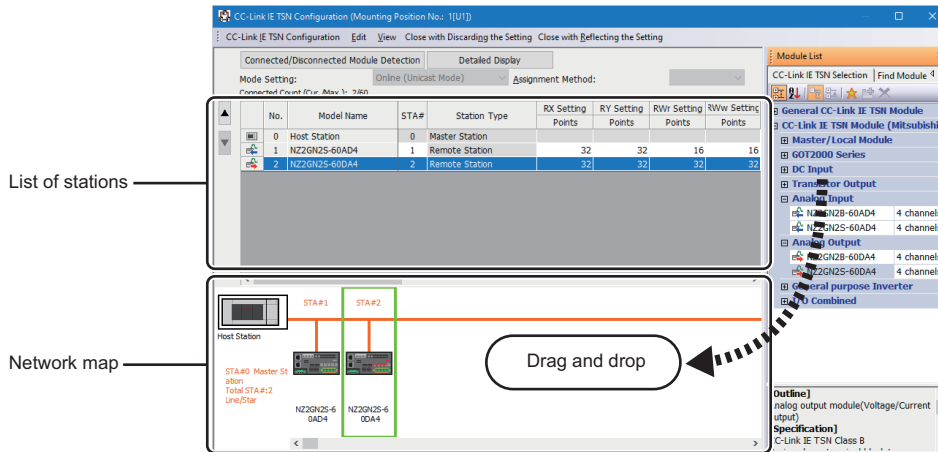 CC-Link IE TSN Configuration (Mounting Position No.: 1[U1])
CC-Link IE TSN Configuration Edit View Close with Discarding the Setting Close with Reflecting the Setting
Connected/Disconnected Module Detection Detailed Display
Mode Setting: Online (Unicast Mode) Assignment Method:
Connected Count (Cur./Max.): 2/60
No. Model Name STA# Station Type RX Setting RY Setting RWr Setting RWw Setting
Points Points Points Points
0 Host Station 0 Master Station
1 NZ2GN2S-60AD4 1 Remote Station 32 32 16 16
2 NZ2GN2S-60DA4 2 Remote Station 32 32 32 32
List of stations
Module List
CC-Link IE TSN Selection Find Module
General CC-Link IE TSN Module
CC-Link IE TSN Module (Mitsubishi
Master/Local Module
GOT2000 Series
DC Input
Transistor Output
Analog Input
NZ2GN2B-60AD4 4 channels
NZ2GN2S-60AD4 4 channels
Analog Output
NZ2GN2B-60DA4 4 channels
NZ2GN2S-60DA4 4 channels
General purpose Inverter
I/O Combined
Network map
STA#1 STA#2
Host Station
STA#0 Master St
ation
Total STA#:2
Line/Star
NZ2GN2S-6
0AD4
NZ2GN2S-6
0DA4
Drag and drop
[Outline]
Analog output module(Voltage/Current
output)
[Specification]
CC-Link IE TSN Class B